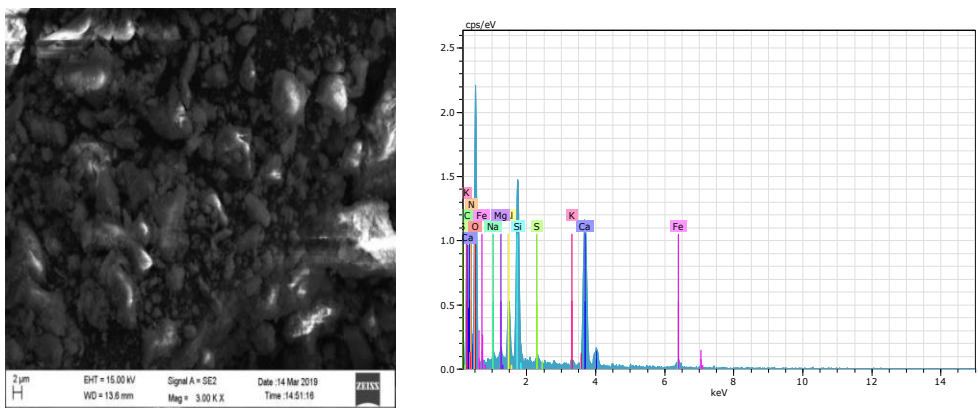 2 µm
EHT = 15.00 kV
Signal A = SE2
Date :14 Mar 2019
ZEISS
WD = 13.6 mm
Mag = 3.00 K X
Time :14:51:16
cps/eV
2.5
2.0
1.5
1.0
0.5
0.0
K
N
C Fe Mg
O Na Si S K Ca Fe
Ca
2 4 6 8 10 12 14
keV